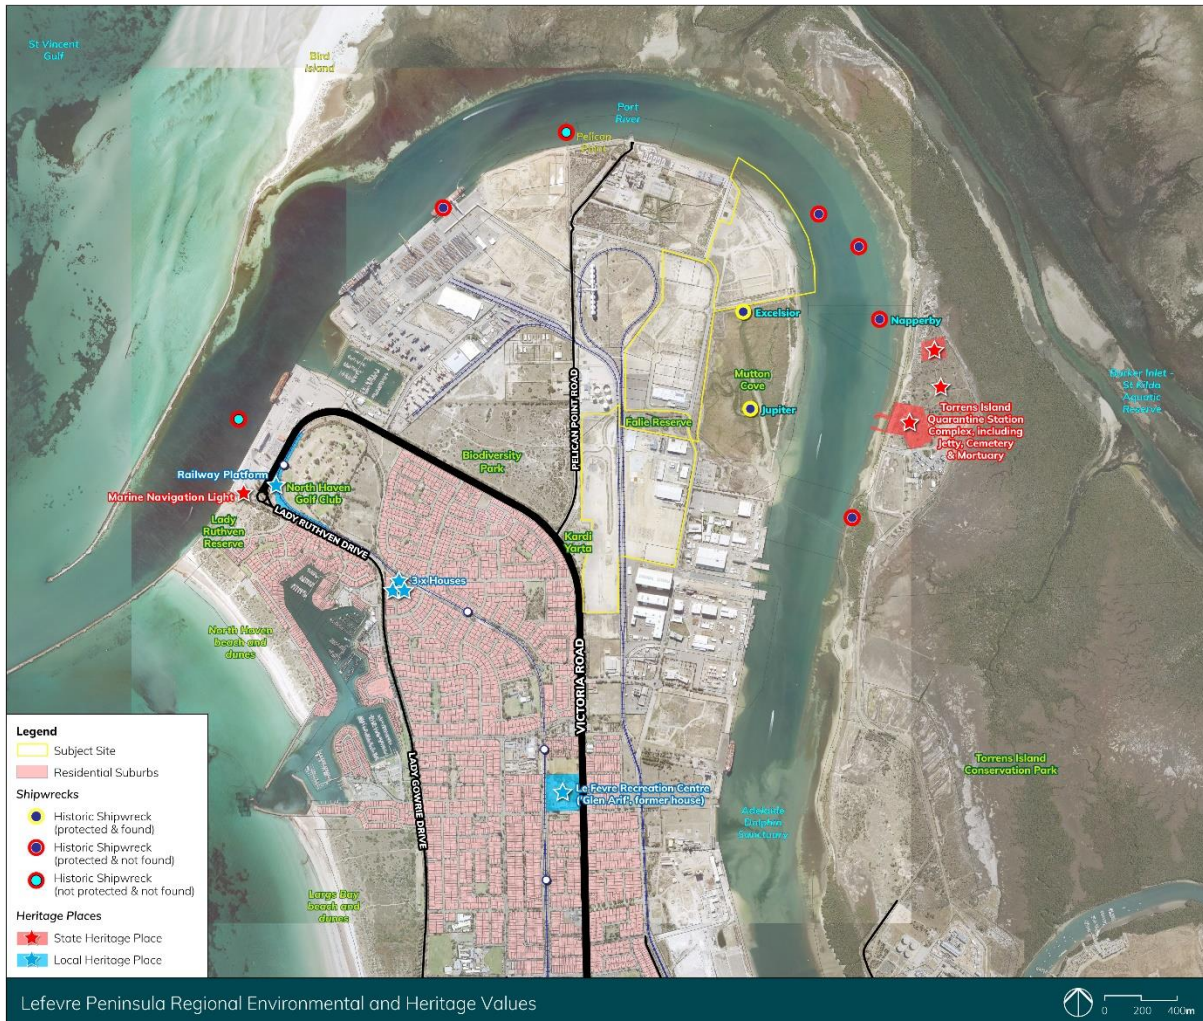 St Vincent
Gulf
Bird
Island
Port
River
Pelican
Point
Excelsior
Napperby
Mutton
Cove
Jupiter
Barker Inlet -
St Kilda
Aquatic
Reserve
Torrens Island
Quarantine Station
Complex, including
Jetty, Cemetery
& Mortuary
Falie Reserve
PELICAN POINT ROAD
Biodiversity
Park
Railway Platform
Marine Navigation Light
North Haven
Golf Club
Lady
Ruthven
Reserve
LADY RUTHVEN DRIVE
Kardi
Yarta
3 x Houses
North Haven
beach and
dunes
VICTORIA ROAD
LADY GOWRIE DRIVE
Le Fevre Recreation Centre
('Glen Arif', former house)
Torrens Island
Conservation Park
Adelaide
Dolphin
Sanctuary
Largs Bay
beach and
dunes
Legend
Subject Site
Residential Suburbs
Shipwrecks
Historic Shipwreck
(protected & found)
Historic Shipwreck
(protected & not found)
Historic Shipwreck
(not protected & not found)
Heritage Places
State Heritage Place
Local Heritage Place
Lefevre Peninsula Regional Environmental and Heritage Values
0 200 400m